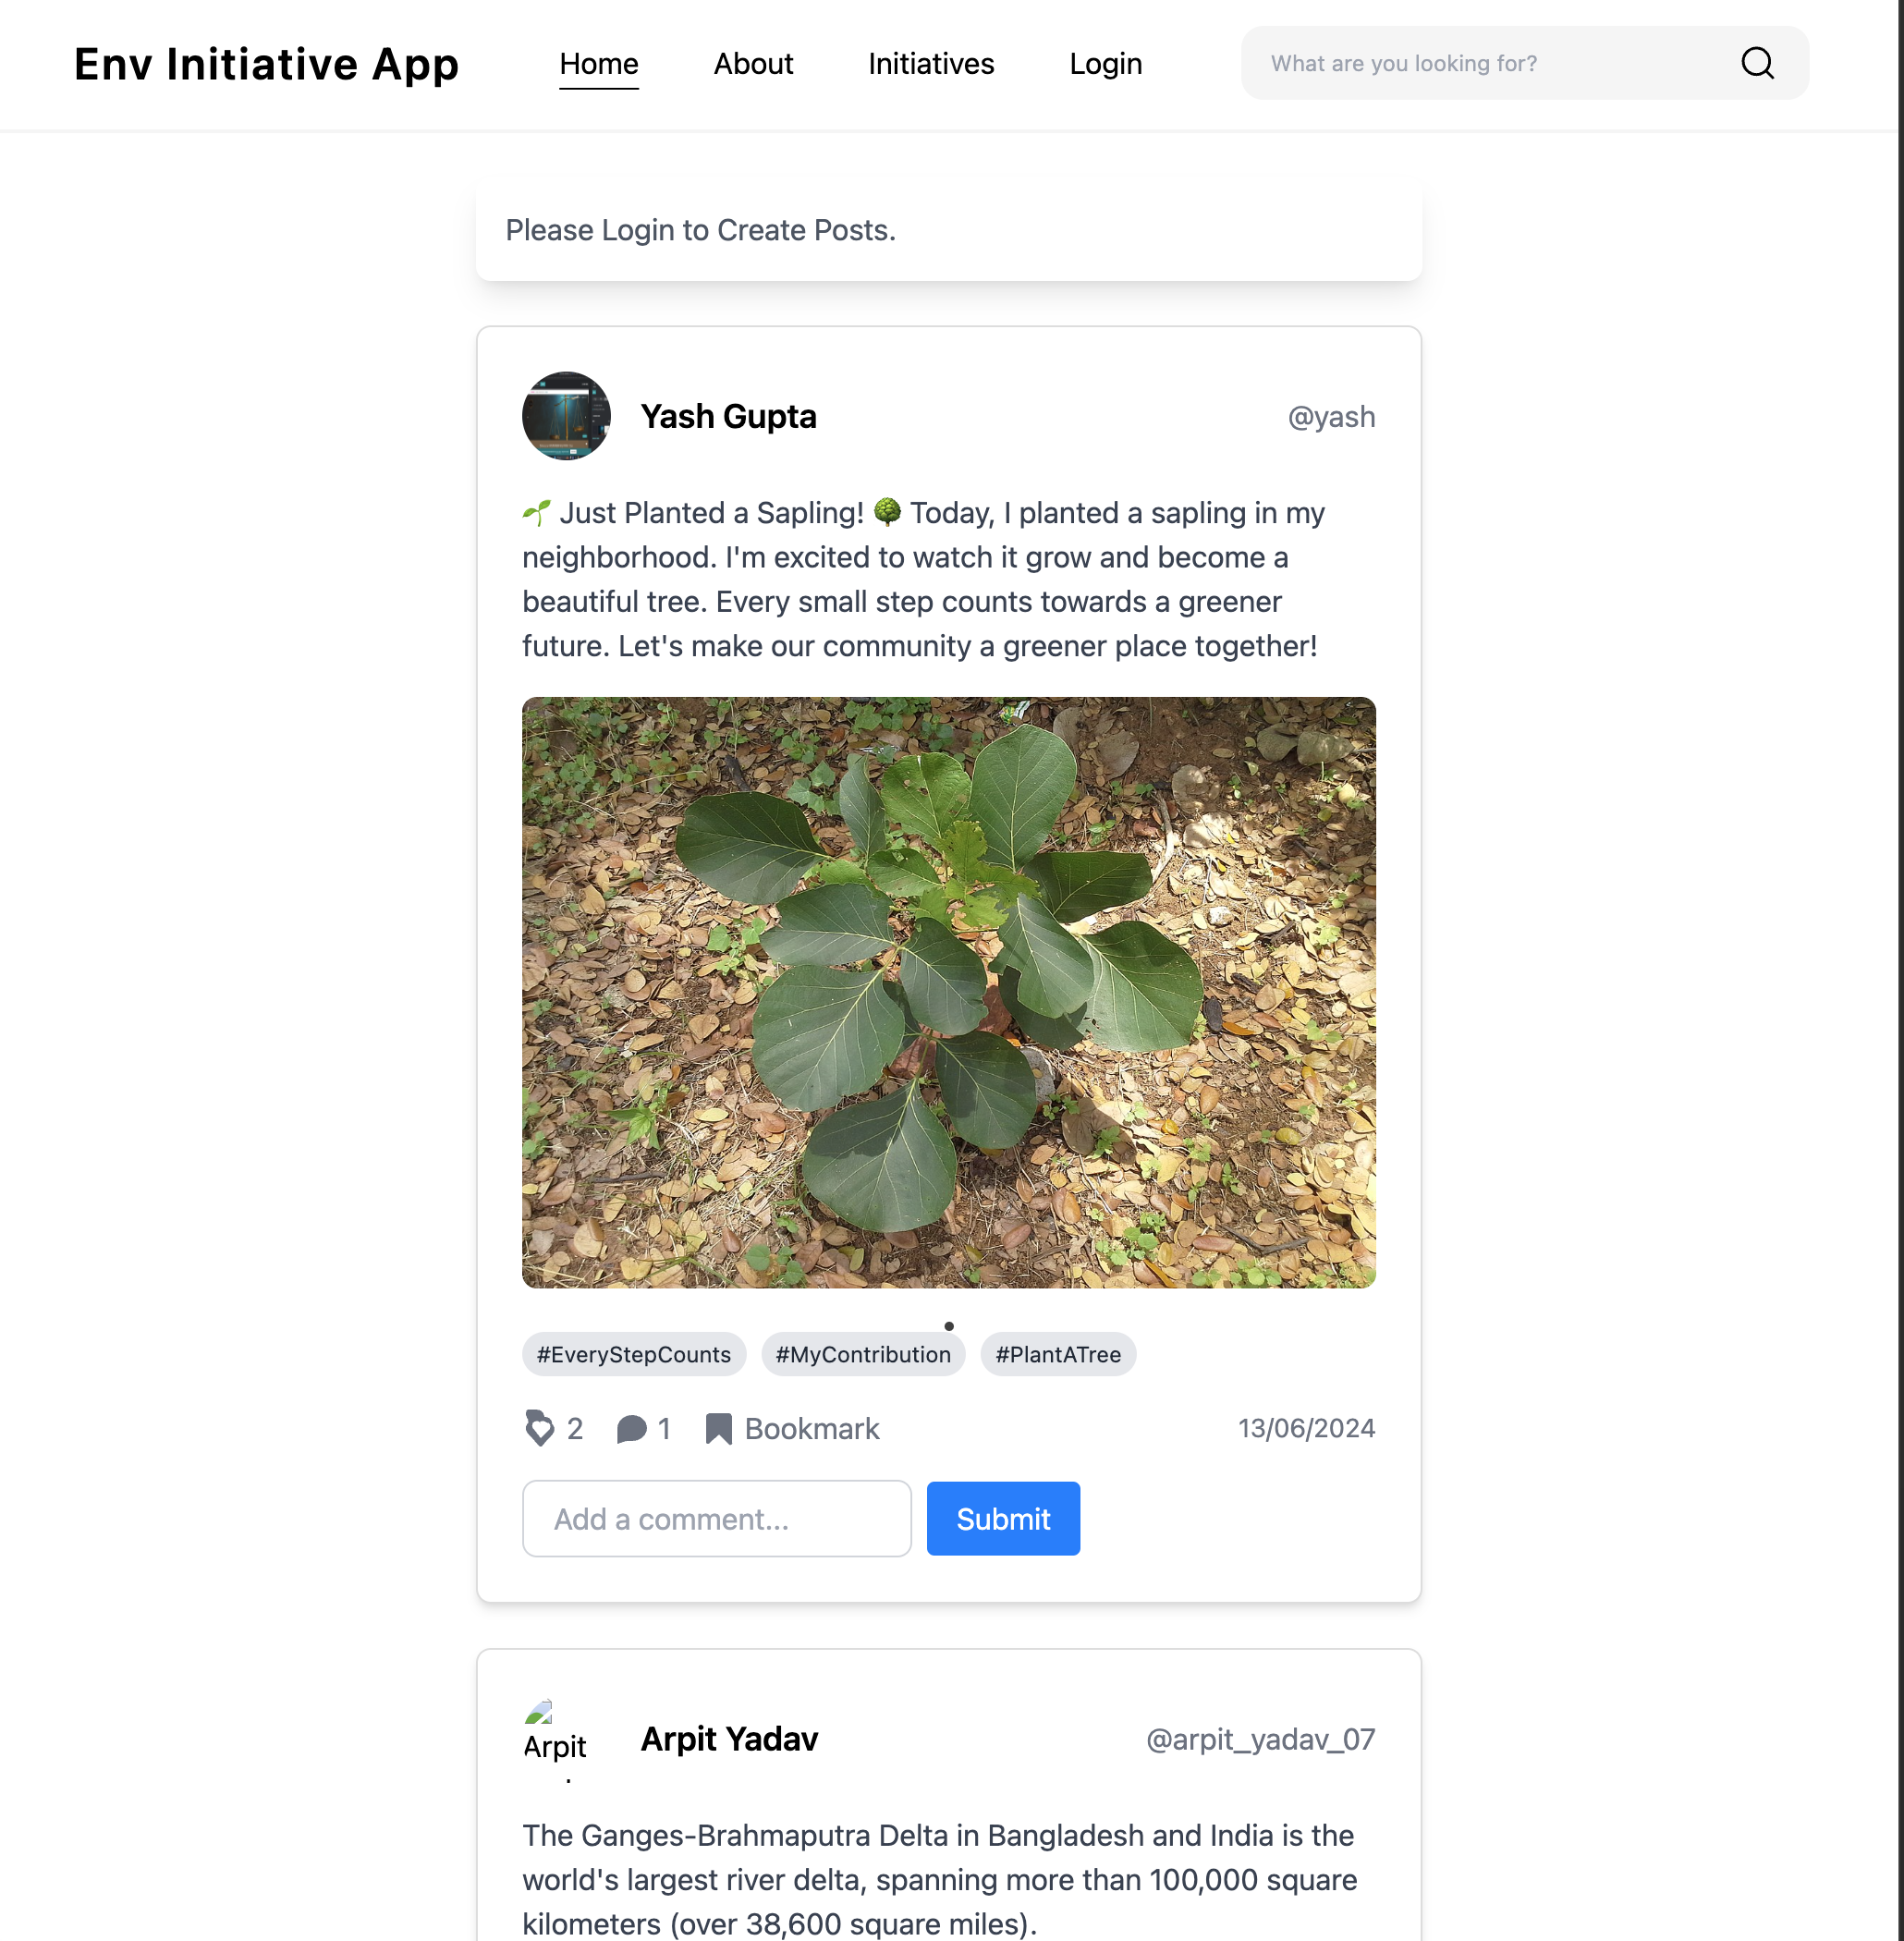 Env Initiative App
Home
About
Initiatives
Login
What are you looking for?
Please Login to Create Posts.
Yash Gupta
@yash
🌱 Just Planted a Sapling! 🌳 Today, I planted a sapling in my
neighborhood. I'm excited to watch it grow and become a
beautiful tree. Every small step counts towards a greener
future. Let's make our community a greener place together!
#EveryStepCounts
#MyContribution
#PlantATree
2
1
Bookmark
13/06/2024
Add a comment...
Submit
Arpit
Arpit Yadav
@arpit_yadav_07
The Ganges-Brahmaputra Delta in Bangladesh and India is the
world's largest river delta, spanning more than 100,000 square
kilometers (over 38,600 square miles).